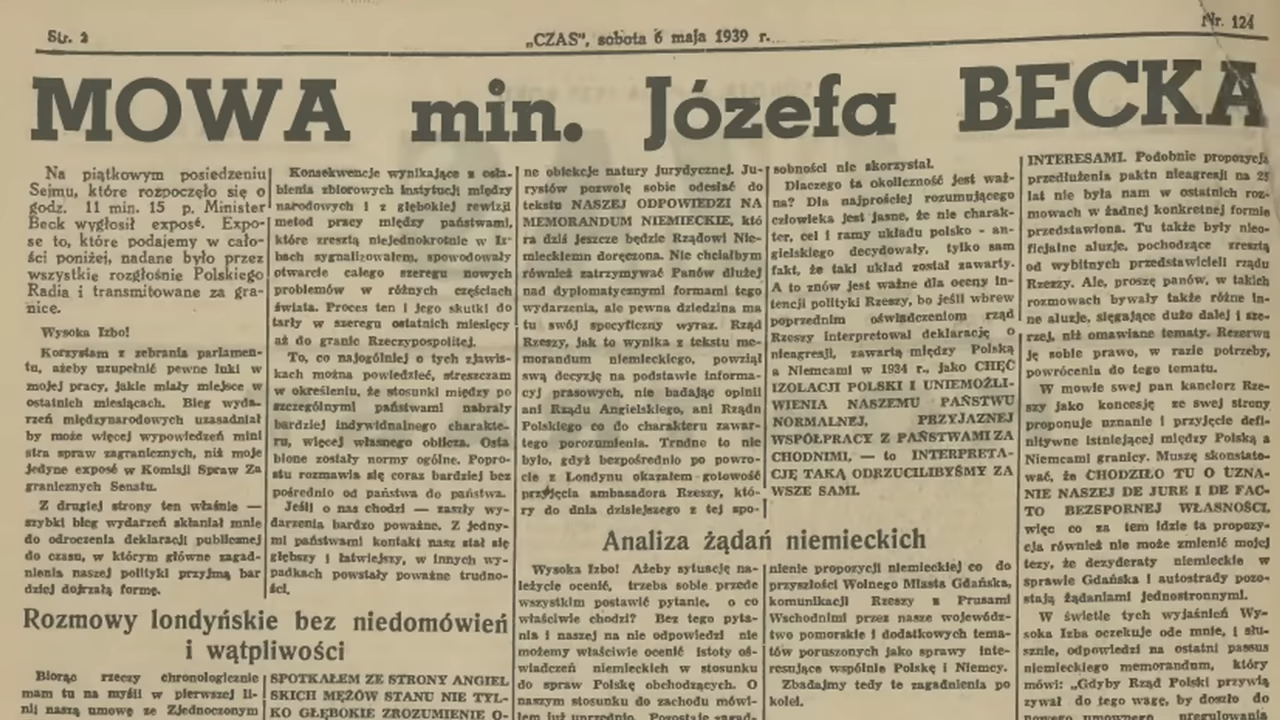 Str. 2
„CZAS", sobota 6 maja 1939 r.
Nr. 124
MOWA min. Józefa BECKA
Na piątkowym posiedzeniu
Sejmu, które rozpoczęło się o
godz. 11 min. 15 p. Minister
Beck wygłosił exposé. Expo-
se to, które podajemy w cało-
ści poniżej, nadane było przez
wszystkie rozgłośnie Polskiego
Radia i transmitowane za gra-
nicę.
Wysoka Izbo!
Korzystam z zebrania parlamen-
tu, ażeby uzupełnić pewne luki w
mojej pracy, jakie miały miejsce w
ostatnich miesiącach. Bieg wyda-
rzeń międzynarodowych uzasadniał
by może więcej wypowiedzeń mini
stra spraw zagranicznych, niż moje
jedyne exposé w Komisji Spraw Za
granicznych Senatu.
Z drugiej strony ten właśnie —
szybki bieg wydarzeń skłaniał mnie
do odroczenia deklaracji publicznej
do czasu, w którym główne zagad-
nienia naszej polityki przyjmą bar
dziej dojrzałą formę.
Rozmowy londyńskie bez niedomówień
i wątpliwości
Biorąc rzeczy chronologicznie
mam tu na myśli w pierwszej li-
nii naszą umowę ze Zjednoczonym
Konsekwencje wynikające z osła-
bienia zbiorowych instytucji między
narodowych i z głębokiej rewizji
metod pracy między państwami,
które zresztą niejednokrotnie w Iz-
bach sygnalizowałem, spowodowały
otwarcie całego szeregu nowych
problemów w różnych częściach
świata. Proces ten i jego skutki do
tarły w szeregu ostatnich miesięcy
aż do granic Rzeczypospolitej.
To, co najogólniej o tych zjawis-
kach można powiedzieć, streszczam
w określeniu, że stosunki między po
szczególnymi państwami nabrały
bardziej indywidnalnego charakte-
ru, więcej własnego oblicza. Osła
bione zostały normy ogólne. Popro-
stu rozmawia się coraz bardziej bez
pośrednio od państwa do państwa.
Jeśli o nas chodzi — zaszły wy-
darzenia bardzo poważne. Z jedny-
mi państwami kontakt nasz stał się
głębszy i łatwiejszy, w innych wy-
padkach powstały poważne trudno-
ści.
SPOTKAŁEM ZE STRONY ANGIEL
SKICH MĘŻÓW STANU NIE TYL-
KO GŁĘBOKIE ZROZUMIENIE O-
ne obiekcje natury jurydycznej. Ju-
rystów pozwolę sobie odesłać do
tekstu NASZEJ ODPOWIEDZI NA
MEMORANDUM NIEMIECKIE, któ
ra dziś jeszcze będzie Rządowi Nie-
mieckiemn doręczona. Nie chciałbym
również zatrzymywać Panów dłużej
nad dyplomatycznymi formami tego
wydarzenia, ale pewna dziedzina ma
tu swój specyficzny wyraz. Rząd
Rzeszy, jak to wynika z tekstu me-
morandum niemieckiego, powziął
swą decyzję na podstawie informa-
cyj prasowych, nie badając opinii
ani Rządu Angielskiego, ani Rządn
Polskiego co do charakteru zawar-
tego porozumienia. Trndno to nie
było, gdyż bezpośrednio po powro-
cie z Londynu okazałem gotowość
przyjęcia ambasadora Rzeszy, któ-
ry do dnia dzisiejszego z tej spo-
sobności nie skorzystał.
Dlaczego ta okoliczność jest waż-
na? Dla najprościej rozumującego
człowieka jest jasne, że nie charak-
ter, cel i ramy układu polsko - an-
gielskiego decydowały, tylko sam
fakt, że taki układ został zawarty.
A to znów jest ważne dla oceny in-
tencji polityki Rzeszy, bo jeśli wbrew
poprzednim oświadczeniom rząd
Rzeszy interpretował deklarację o
nieagresji, zawartą między Polską
a Niemcami w 1934 r., jako CHĘĆ
IZOLACJI POLSKI I UNIEMOŻLI-
WIENIA NASZEMU PAŃSTWU
NORMALNEJ, PRZYJAZNEJ
WSPÓŁPRACY Z PAŃSTWAMI ZA
CHODNIMI, — to INTERPRETA-
CJĘ TAKĄ ODRZUCILIBYŚMY ZA
WSZE SAMI.
Analiza żądań niemieckich
Wysoka Izbo! Ażeby sytuację na-
leżycie ocenić, trzeba sobie przede
wszystkim postawić pytanie, o co
właściwie chodzi? Bez tego pyta-
nia i naszej na nie odpowiedzi nie
możemy właściwie ocenić istoty oś-
wiadczeń niemieckich w stosunku
do spraw Polskę obchodzących. O
naszym stosunku do zachodu mówi-
łem już uprzednio. Pozostaje zagad-
nienie propozycji niemieckiej co do
przyszłości Wolnego Miasta Gdańska,
komunikacji Rzeszy z Prusami
Wschodnimi przez nasze wojewódz-
two pomorskie i dodatkowych tema-
tów poruszonych jako sprawy inte-
resujące wspólnie Polskę i Niemcy.
Zbadajmy tedy te zagadnienia po
kolei.
INTERESAMI. Podobnie propozycja
przedłużenia paktn nieagresji na 25
lat nie była nam w ostatnich roz-
mowach w żadnej konkretnej formie
przedstawiona. Tu także były nieo-
ficjalne aluzje, pochodzące zresztą
od wybitnych przedstawicieli rządu
Rzeszy. Ale, proszę panów, w takich
rozmowach bywały także różne in-
ne aluzje, sięgające dużo dalej i sze-
rzej, niż omawiane tematy. Rezerwu
ję sobie prawo, w razie potrzeby,
powrócenia do tego tematu.
W mowie swej pan kanclerz Rze-
szy jako koncesję ze swej strony
proponuje uznanie i przyjęcie defi-
nitywne istniejącej między Polską a
Niemcami granicy. Muszę skonstato-
wać, że CHODZIŁO TU O UZNA-
NIE NASZEJ DE JURE I DE FAC-
TO BEZSPORNEJ WŁASNOŚCI,
więc co za tem idzie ta propozy-
cja również nie może zmienić mojej
tezy, że dezyderaty niemieckie w
sprawie Gdańska i autostrady pozo-
stają żądaniami jednostronnymi.
W świetle tych wyjaśnień Wy-
soka Izba oczekuje ode mnie, i słu-
sznie, odpowiedzi na ostatni passus
niemieckiego memorandum, który
mówi: „Gdyby Rząd Polski przywią
zywał do tego wagę, by doszło do
nowego umownego uregulowania